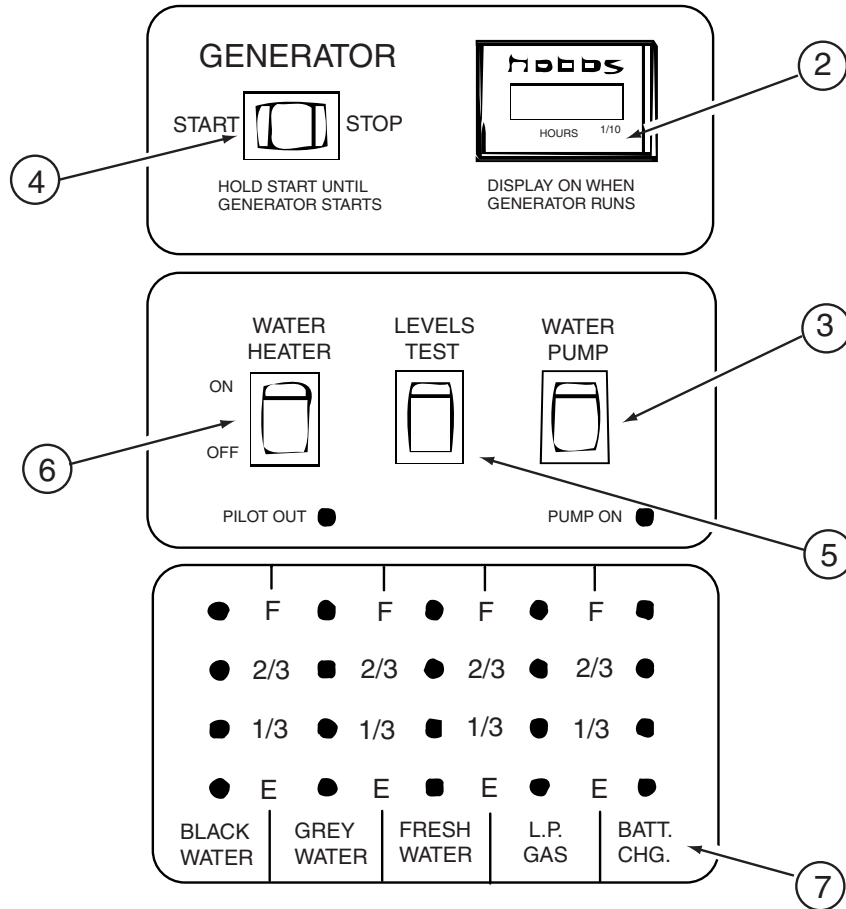 GENERATOR
START
STOP
HOLD START UNTIL
GENERATOR STARTS
hobbs
HOURS 1/10
DISPLAY ON WHEN
GENERATOR RUNS
2
4
WATER
HEATER
LEVELS
TEST
WATER
PUMP
ON
OFF
PILOT OUT
PUMP ON
3
6
5
F F F F
2/3 2/3 2/3 2/3
1/3 1/3 1/3 1/3
E E E E
BLACK
WATER
GREY
WATER
FRESH
WATER
L.P.
GAS
BATT.
CHG.
7